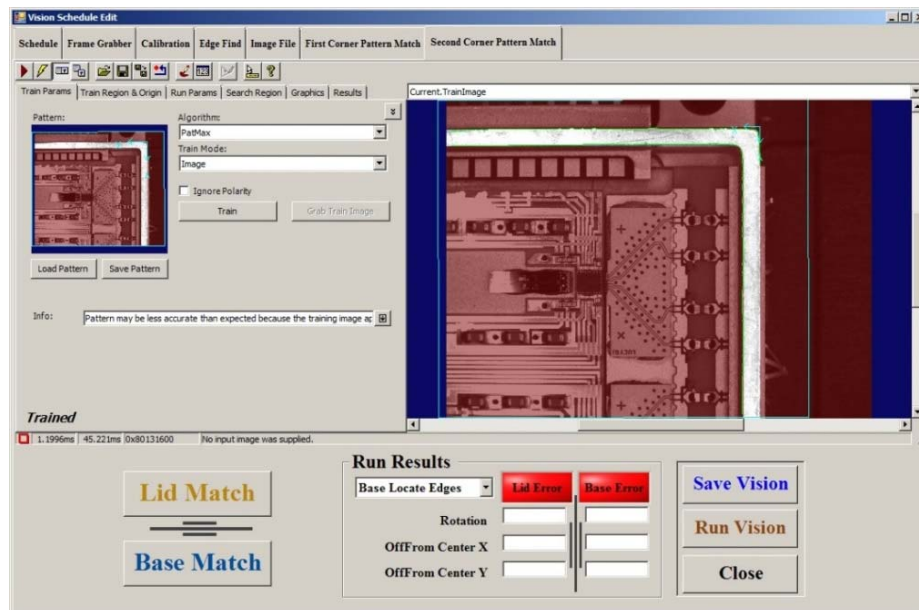 Vision Schedule Edit
Schedule Frame Grabber Calibration Edge Find Image File First Corner Pattern Match Second Corner Pattern Match
Train Params Train Region & Origin Run Params Search Region Graphics Results
Current.TrainImage
Pattern:
Algorithm:
PatMax
Train Mode:
Image
Ignore Polarity
Train Grab Train Image
Load Pattern Save Pattern
Info: Pattern may be less accurate than expected because the training image ap
Trained
1.1996ms 45.221ms 0x80131600 No input image was supplied.
Lid Match
Base Match
Run Results
Base Locate Edges Lid Error Base Error
Rotation
OffFrom Center X
OffFrom Center Y
Save Vision
Run Vision
Close